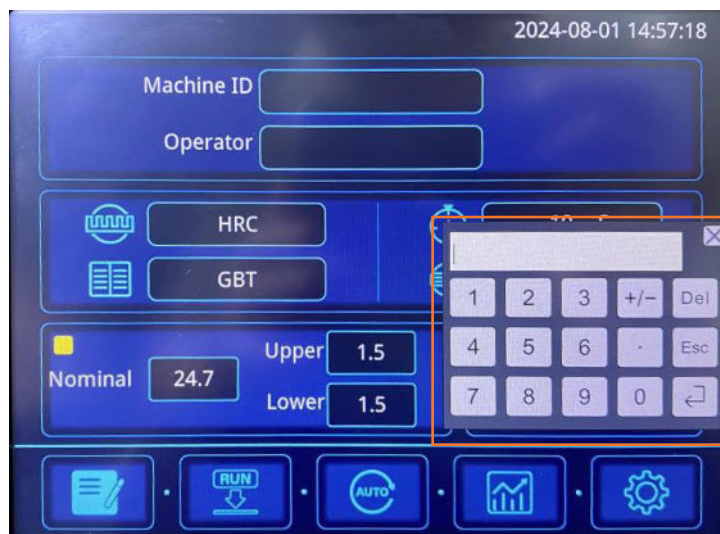 2024-08-01 14:57:18
Machine ID
Operator
HRC
GBT
1 2 3 +/- Del
4 5 6 . Esc
7 8 9 0
Nominal 24.7
Upper 1.5
Lower 1.5
RUN
AUTO